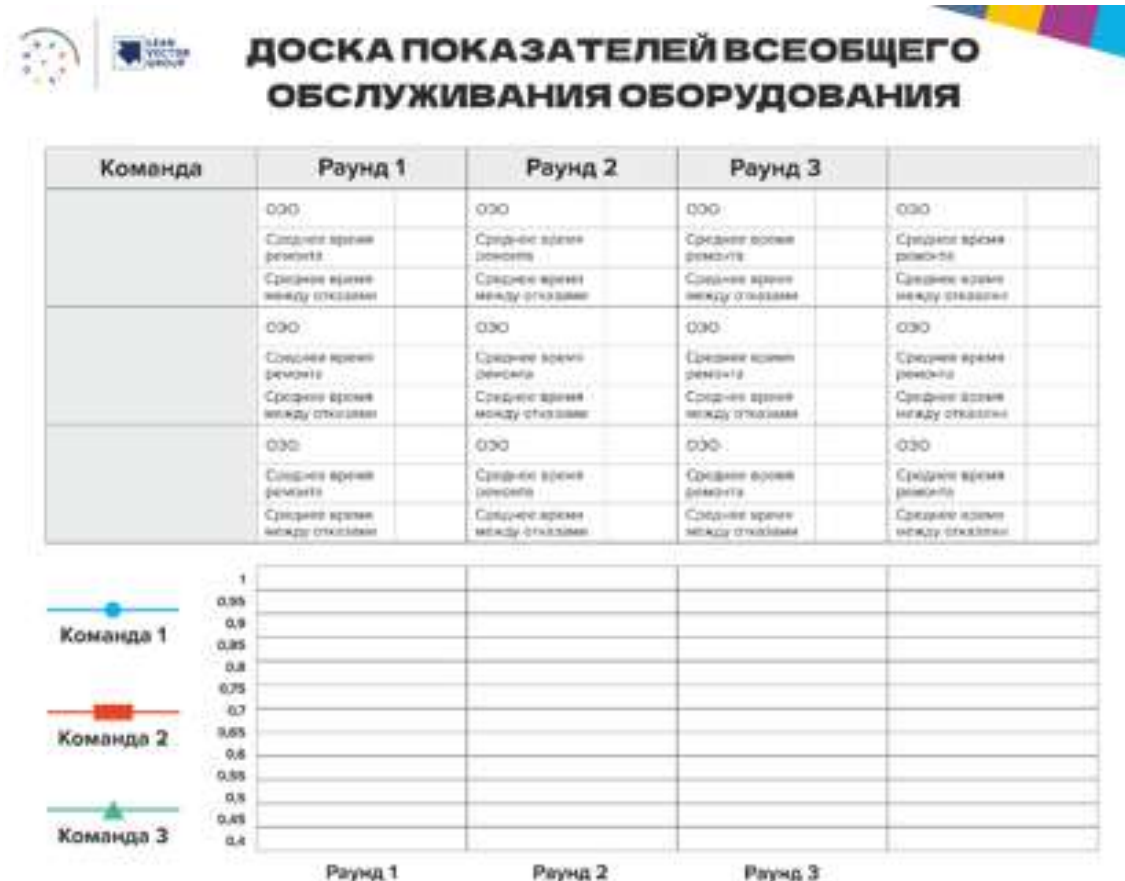 LEAN
VECTOR
GROUP
ДОСКА ПОКАЗАТЕЛЕЙ ВСЕОБЩЕГО
ОБСЛУЖИВАНИЯ ОБОРУДОВАНИЯ
Команда Раунд 1 Раунд 2 Раунд 3
ОЭО ОЭО ОЭО ОЭО
Среднее время Среднее время Среднее время Среднее время
ремонта ремонта ремонта ремонта
Среднее время Среднее время Среднее время Среднее время
между отказами между отказами между отказами между отказами
ОЭО ОЭО ОЭО ОЭО
Среднее время Среднее время Среднее время Среднее время
ремонта ремонта ремонта ремонта
Среднее время Среднее время Среднее время Среднее время
между отказами между отказами между отказами между отказами
ОЭО ОЭО ОЭО ОЭО
Среднее время Среднее время Среднее время Среднее время
ремонта ремонта ремонта ремонта
Среднее время Среднее время Среднее время Среднее время
между отказами между отказами между отказами между отказами
1
0,95
0,9
0,85
0,8
0,75
0,7
0,65
0,6
0,55
0,5
0,45
0,4
Команда 1
Команда 2
Команда 3
Раунд 1 Раунд 2 Раунд 3